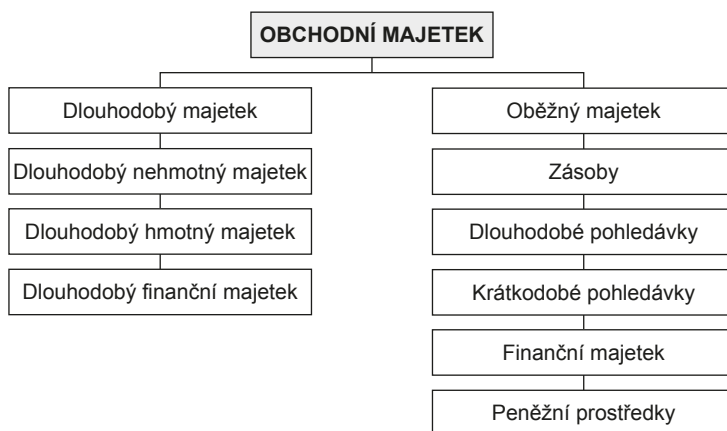 OBCHODNÍ MAJETEK
Dlouhodobý majetek
Dlouhodobý nehmotný majetek
Dlouhodobý hmotný majetek
Dlouhodobý finanční majetek
Oběžný majetek
Zásoby
Dlouhodobé pohledávky
Krátkodobé pohledávky
Finanční majetek
Peněžní prostředky